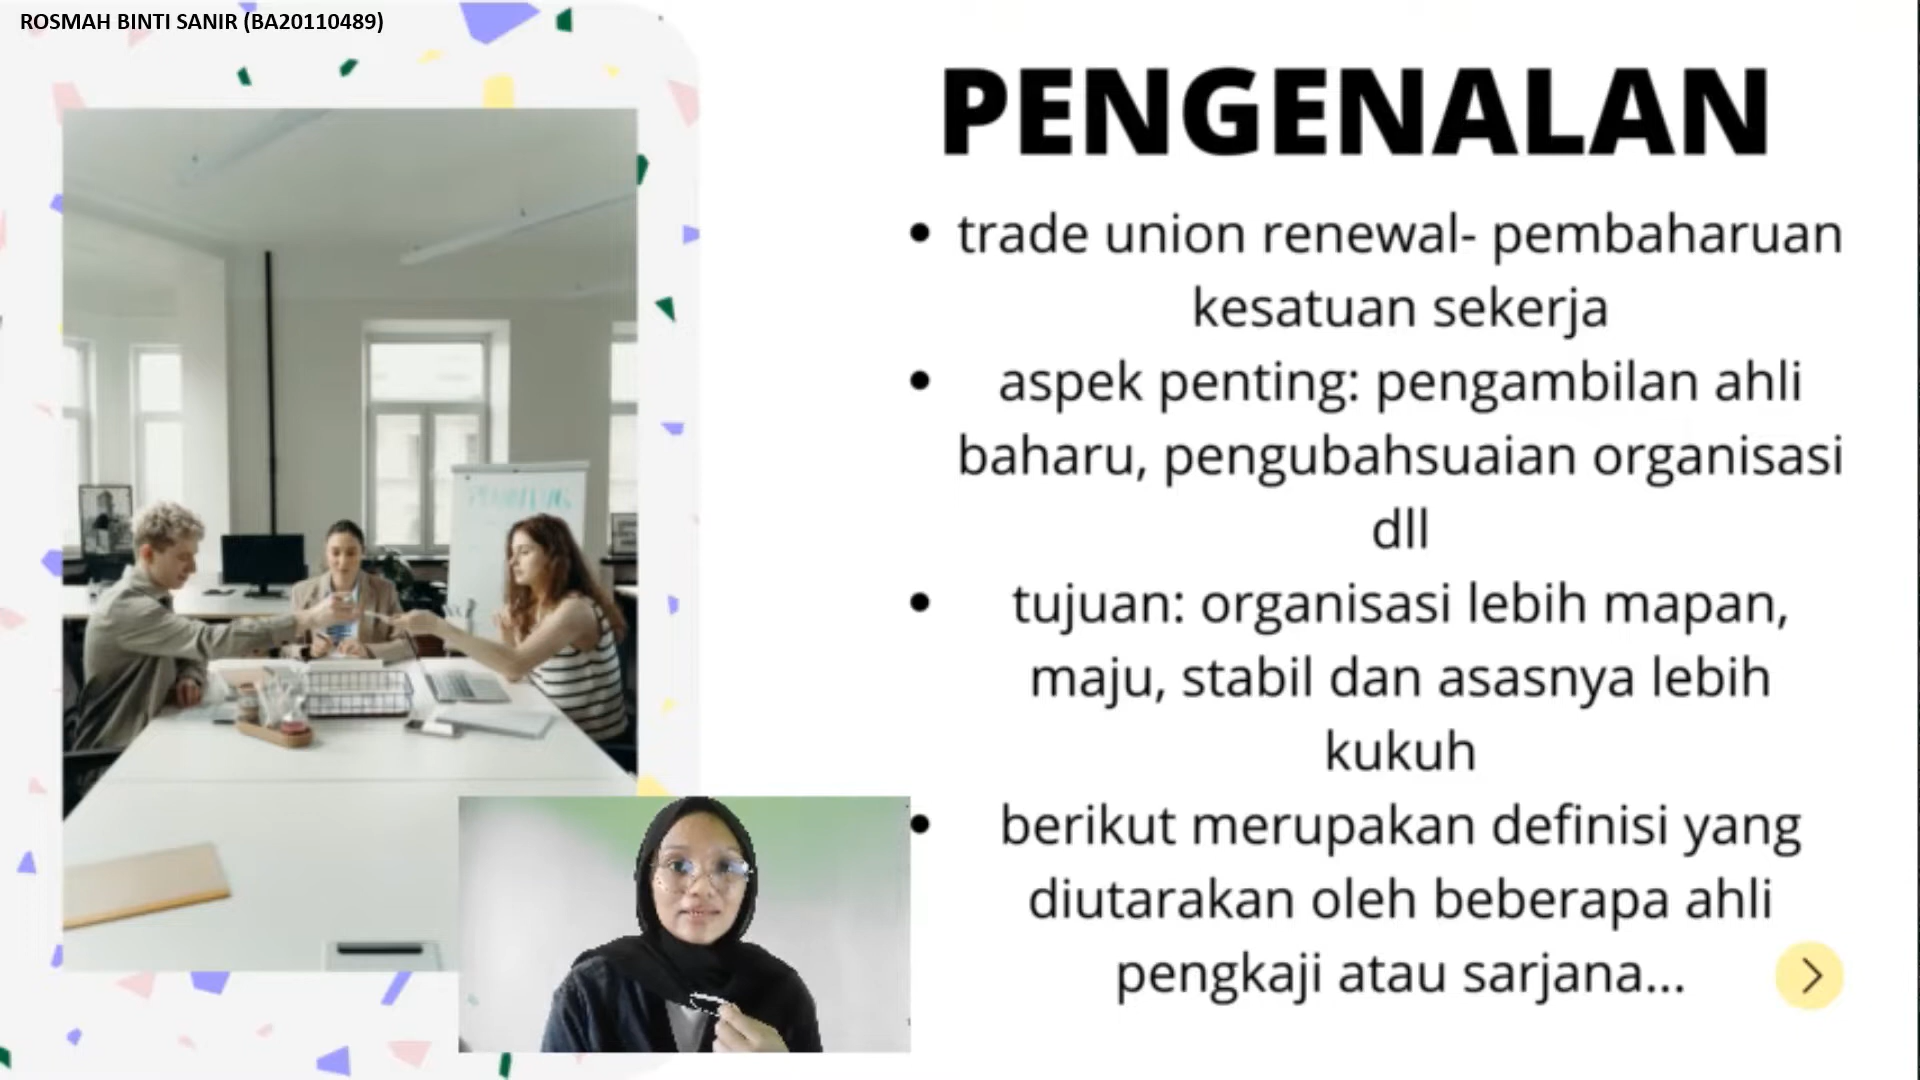 ROSMAH BINTI SANIR (BA20110489)
PENGENALAN
• trade union renewal- pembaharuan
kesatuan sekerja
• aspek penting: pengambilan ahli
baharu, pengubahsuaian organisasi
dll
• tujuan: organisasi lebih mapan,
maju, stabil dan asasnya lebih
kukuh
• berikut merupakan definisi yang
diutarakan oleh beberapa ahli
pengkaji atau sarjana...